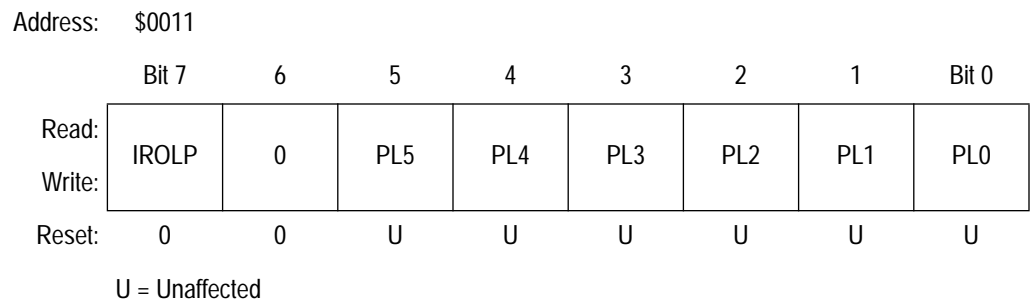 Address: $0011
Bit 7 6 5 4 3 2 1 Bit 0
Read:
IROLP 0 PL5 PL4 PL3 PL2 PL1 PL0
Write:
Reset: 0 0 U U U U U U
U = Unaffected